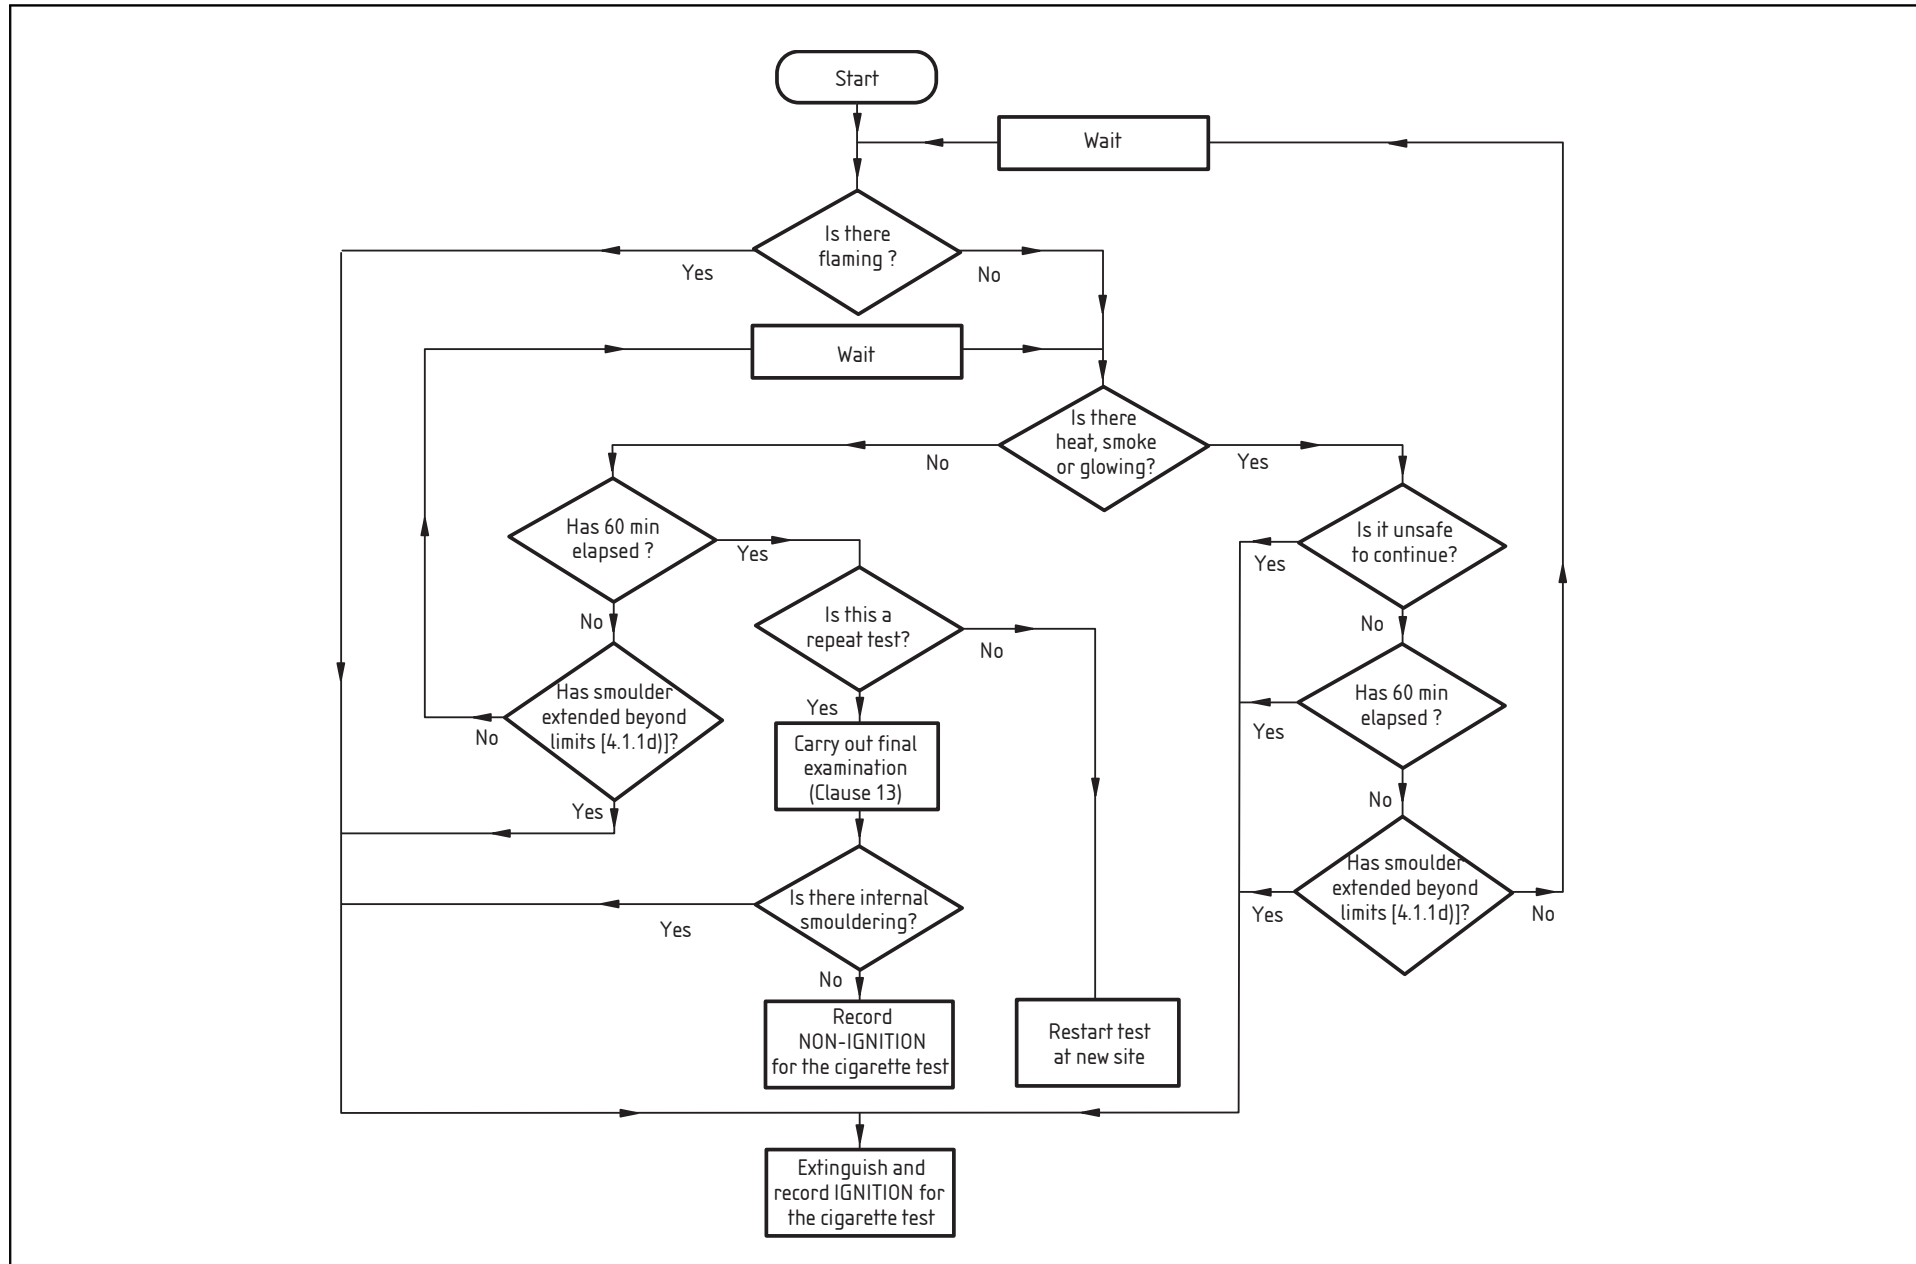 Start
Wait
Is there
flaming ?
Yes
No
Wait
Is there
heat, smoke
or glowing?
No
Yes
Has 60 min
elapsed ?
Yes
Is it unsafe
to continue?
Yes
No
Is this a
repeat test?
No
No
Has smoulder
extended beyond
limits [4.1.1d)]?
No
Yes
Yes
Carry out final
examination
(Clause 13)
Has 60 min
elapsed ?
Yes
No
Is there internal
smouldering?
Yes
No
Has smoulder
extended beyond
limits [4.1.1d)]?
Yes
No
Record
NON-IGNITION
for the cigarette test
Restart test
at new site
Extinguish and
record IGNITION for
the cigarette test